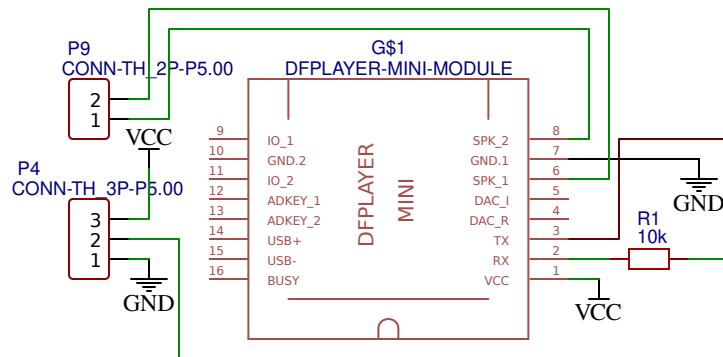 P9
CONN-TH_2P-P5.00
2
1
VCC
P4
CONN-TH_3P-P5.00
3
2
1
GND
G$1
DFPLAYER-MINI-MODULE
9 IO_1 SPK_2 8
10 GND.2 GND.1 7
11 IO_2 SPK_1 6
12 ADKEY_1 DAC_I 5
13 ADKEY_2 DAC_R 4
14 USB+ TX 3
15 USB- RX 2
16 BUSY VCC 1
DFPLAYER
MINI
GND
R1
10k
VCC